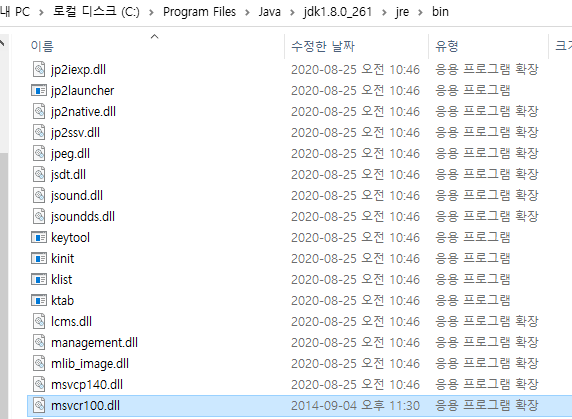 내 PC > 로컬 디스크 (C:) > Program Files > Java > jdk1.8.0_261 > jre > bin
이름 수정한 날짜 유형
jp2iexp.dll 2020-08-25 오전 10:46 응용 프로그램 확장
jp2launcher 2020-08-25 오전 10:46 응용 프로그램
jp2native.dll 2020-08-25 오전 10:46 응용 프로그램 확장
jp2ssv.dll 2020-08-25 오전 10:46 응용 프로그램 확장
jpeg.dll 2020-08-25 오전 10:46 응용 프로그램 확장
jsdt.dll 2020-08-25 오전 10:46 응용 프로그램 확장
jsound.dll 2020-08-25 오전 10:46 응용 프로그램 확장
jsoundds.dll 2020-08-25 오전 10:46 응용 프로그램 확장
keytool 2020-08-25 오전 10:46 응용 프로그램
kinit 2020-08-25 오전 10:46 응용 프로그램
klist 2020-08-25 오전 10:46 응용 프로그램
ktab 2020-08-25 오전 10:46 응용 프로그램
lcms.dll 2020-08-25 오전 10:46 응용 프로그램 확장
management.dll 2020-08-25 오전 10:46 응용 프로그램 확장
mlib_image.dll 2020-08-25 오전 10:46 응용 프로그램 확장
msvcp140.dll 2020-08-25 오전 10:46 응용 프로그램 확장
msvcr100.dll 2014-09-04 오후 11:30 응용 프로그램 확장